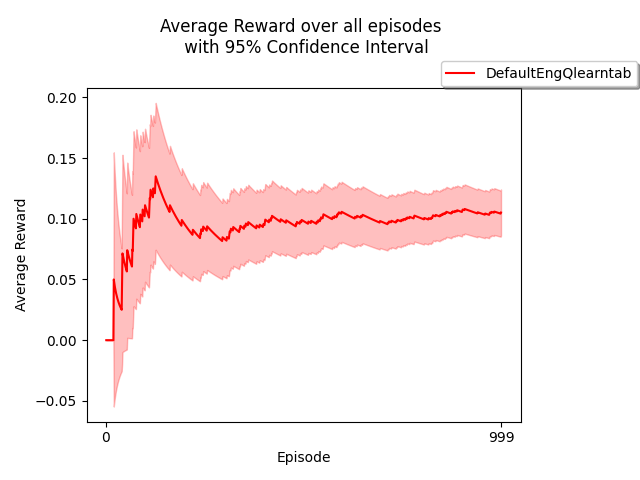 Average Reward over all episodes
with 95% Confidence Interval
DefaultEngQlearntab
0.20
0.15
0.10
0.05
0.00
−0.05
Average Reward
0
999
Episode